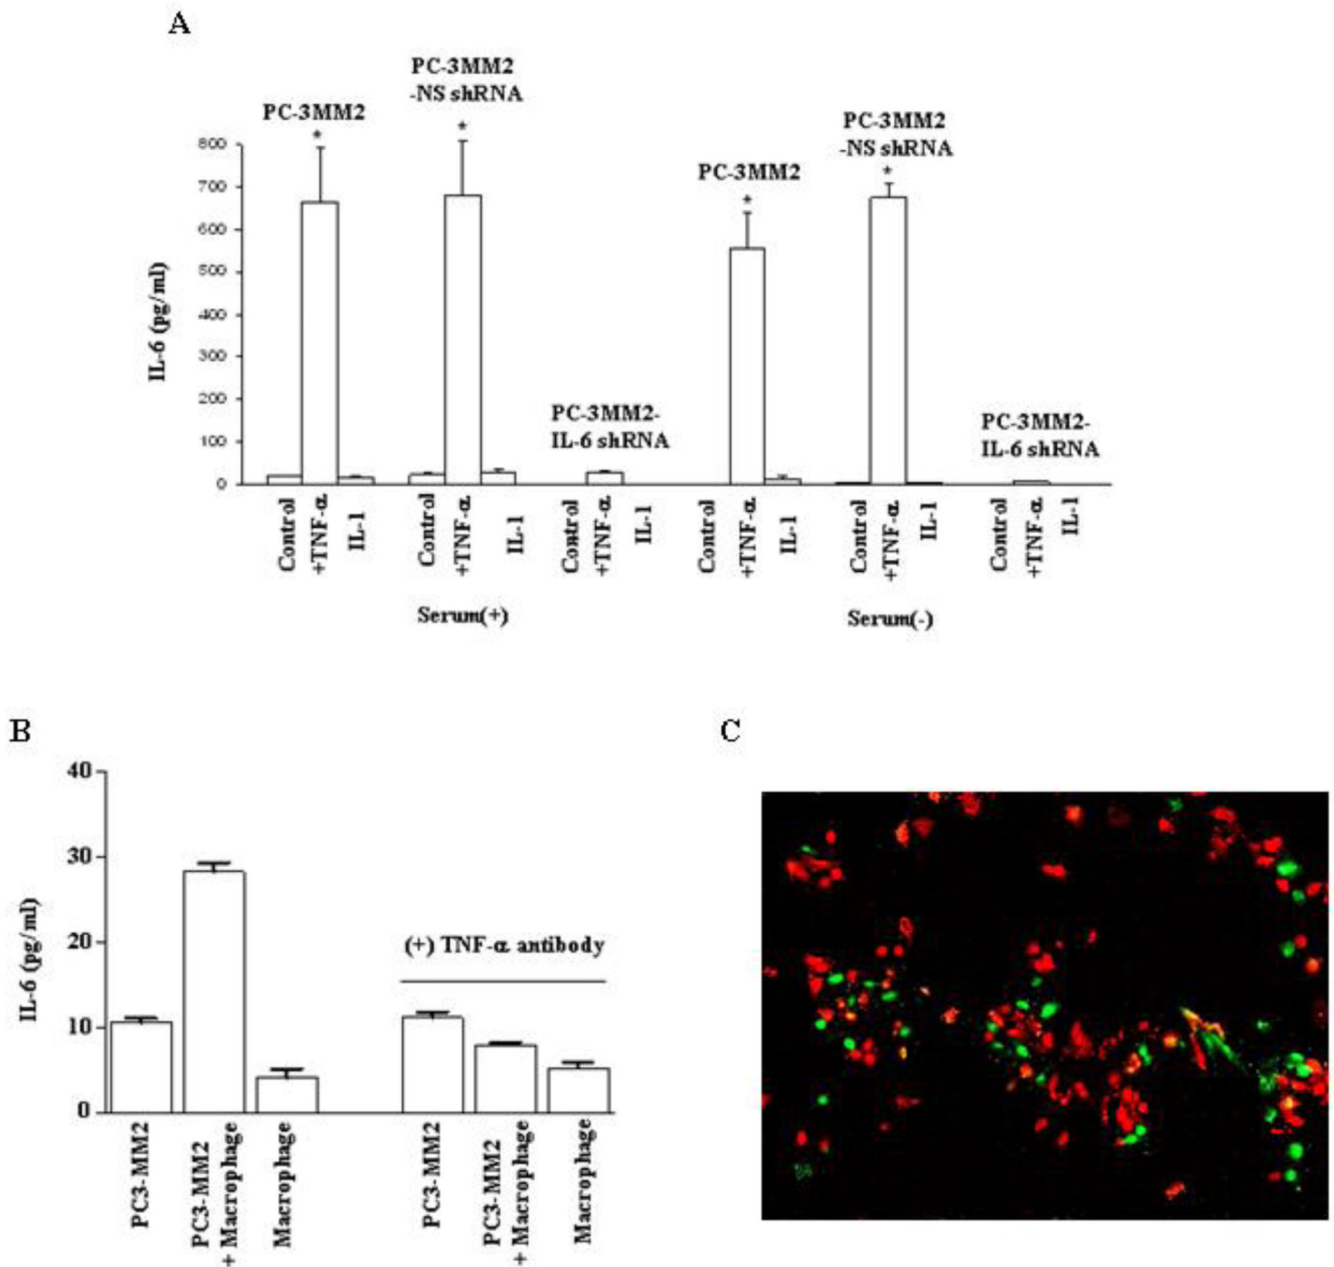 A
PC-3MM2
PC-3MM2
-NS shRNA
PC-3MM2-
IL-6 shRNA
PC-3MM2
PC-3MM2
-NS shRNA
PC-3MM2-
IL-6 shRNA
*
*
*
*
800
700
600
500
400
300
200
100
0
IL-6 (pg/ml)
Control
+TNF-α
IL-1
Control
+TNF-α
IL-1
Control
+TNF-α
IL-1
Control
+TNF-α
IL-1
Control
+TNF-α
IL-1
Control
+TNF-α
IL-1
Serum(+)
Serum(-)
B
40
30
20
10
0
IL-6 (pg/ml)
(+) TNF-α antibody
PC3-MM2
PC3-MM2
+ Macrophage
Macrophage
PC3-MM2
PC3-MM2
+ Macrophage
Macrophage
C